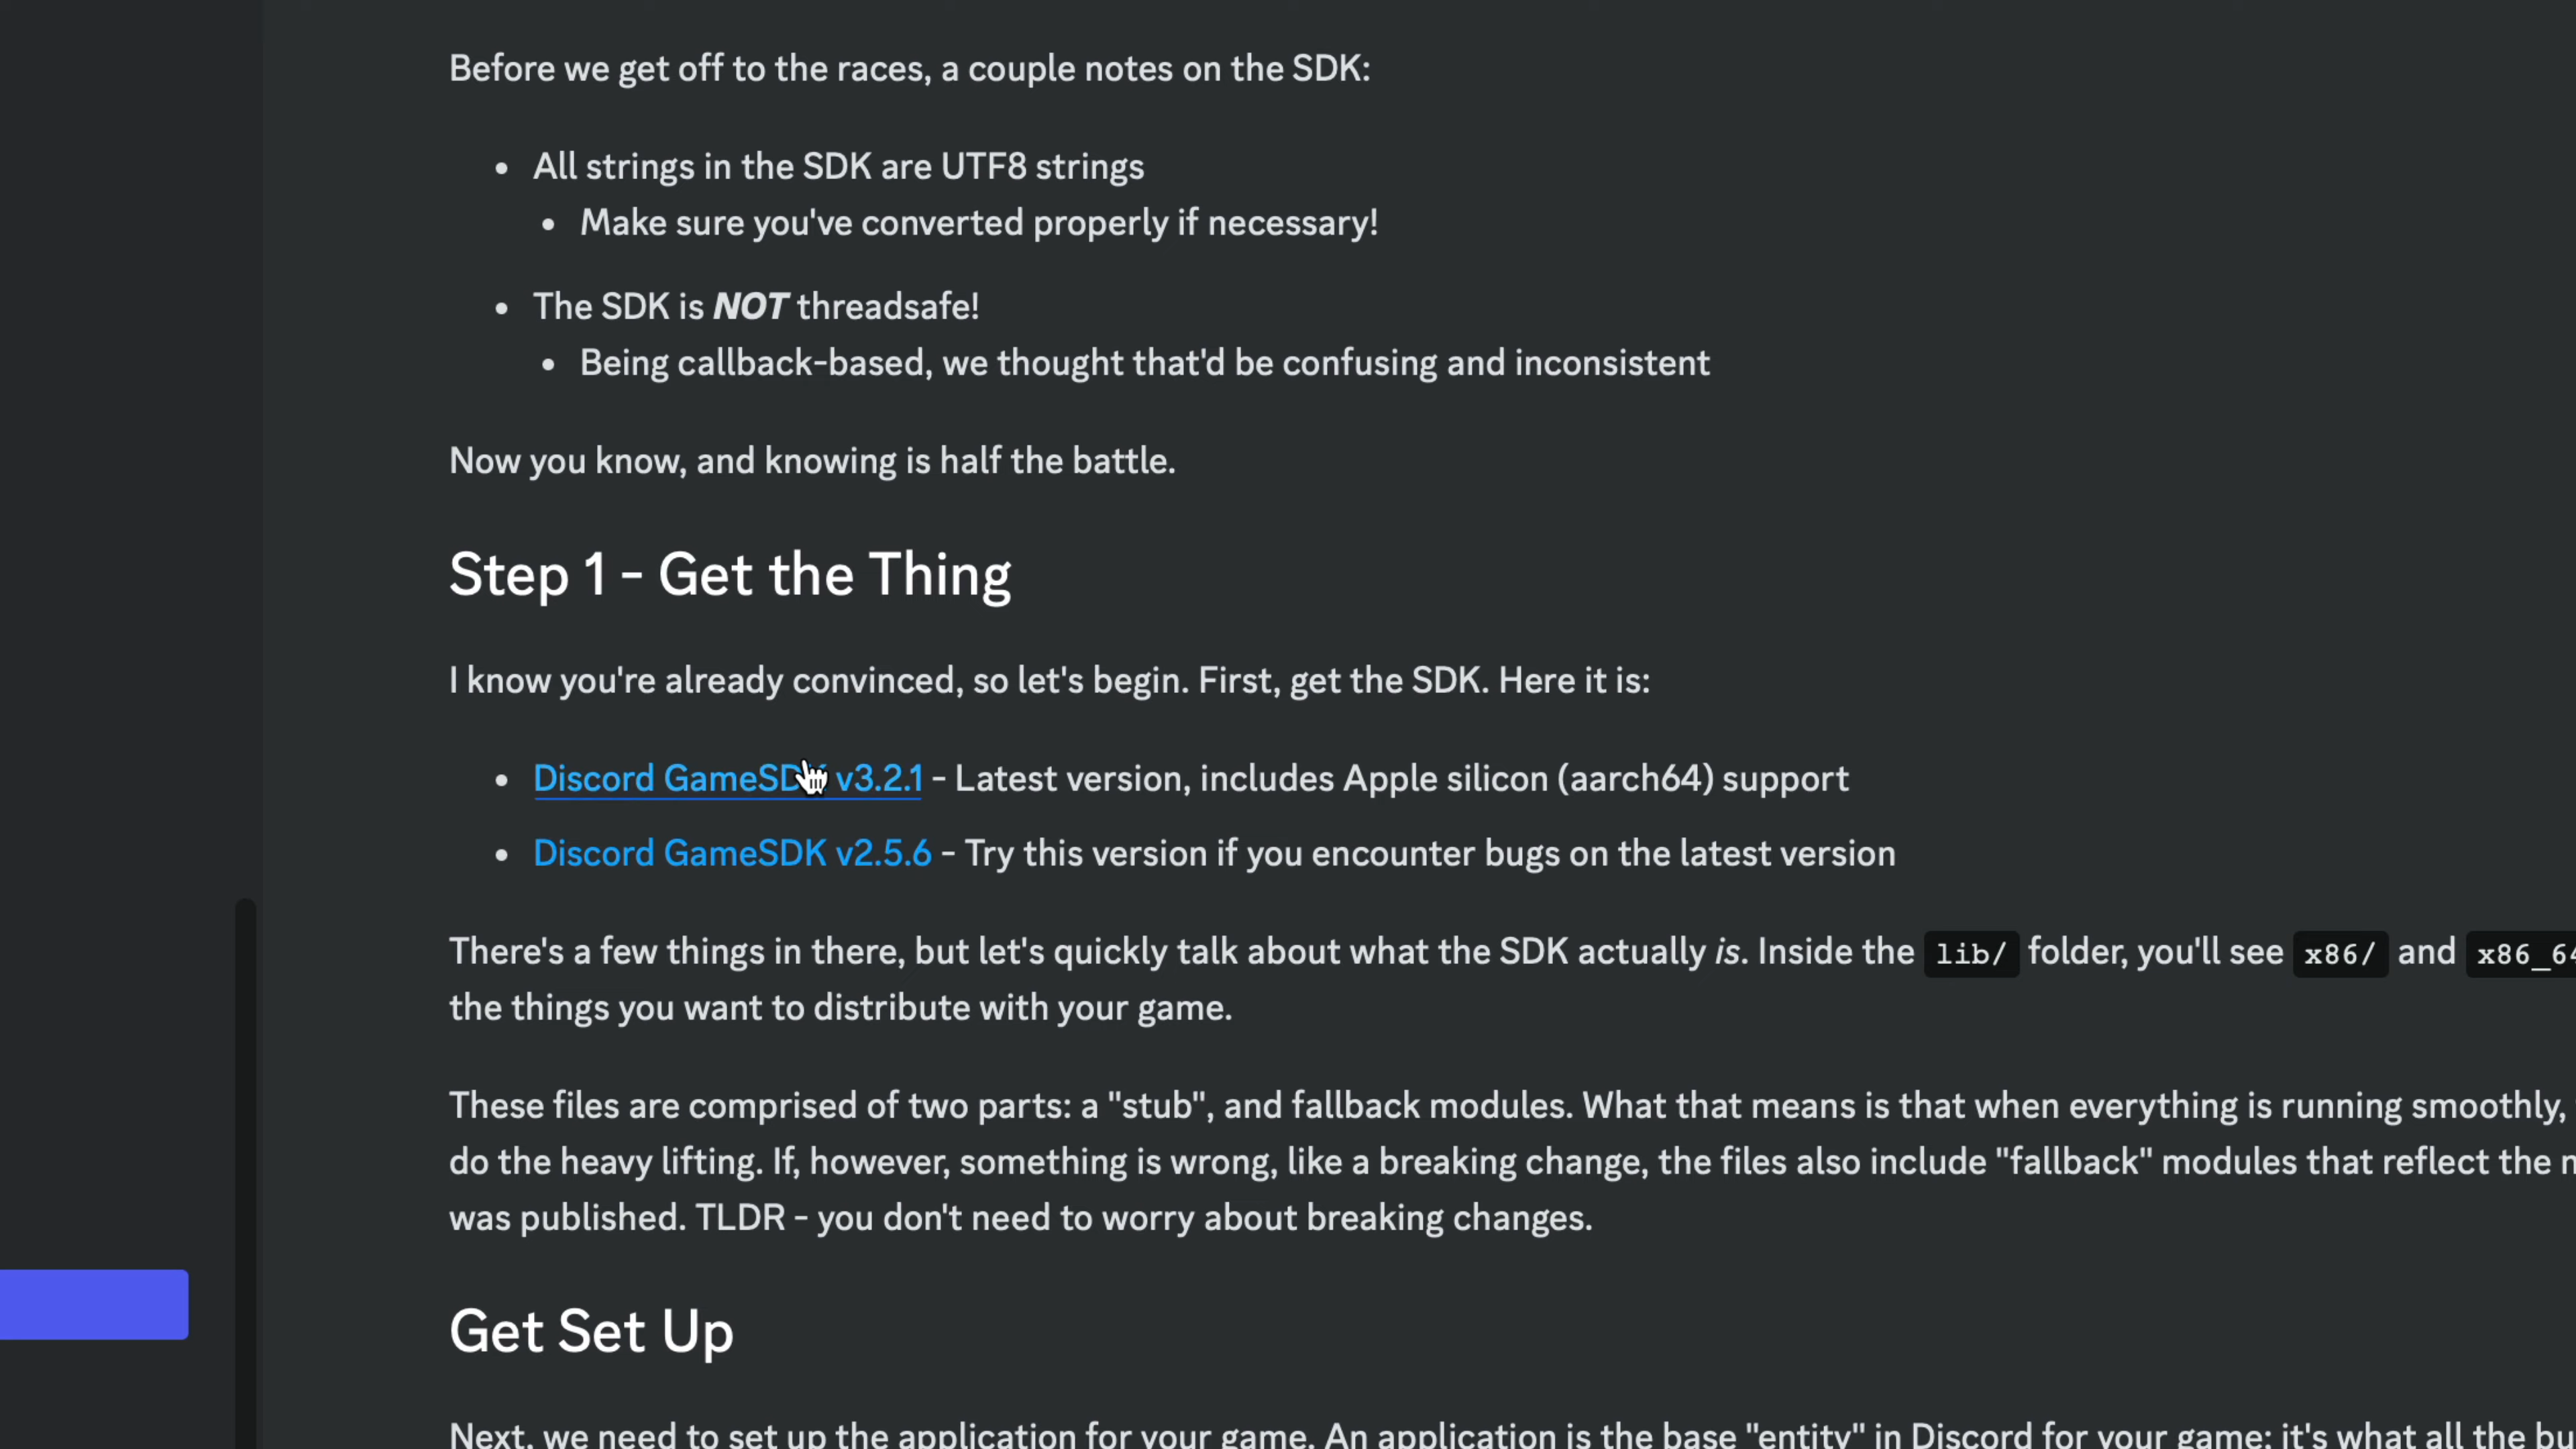 Before we get off to the races, a couple notes on the SDK:
• All strings in the SDK are UTF8 strings
• Make sure you've converted properly if necessary!
• The SDK is NOT threadsafe!
• Being callback-based, we thought that'd be confusing and inconsistent
Now you know, and knowing is half the battle.
Step 1 - Get the Thing
I know you're already convinced, so let's begin. First, get the SDK. Here it is:
• Discord GameSDK v3.2.1 - Latest version, includes Apple silicon (aarch64) support
• Discord GameSDK v2.5.6 - Try this version if you encounter bugs on the latest version
There's a few things in there, but let's quickly talk about what the SDK actually is. Inside the lib/ folder, you'll see x86/ and
the things you want to distribute with your game.
These files are comprised of two parts: a "stub", and fallback modules. What that means is that when everything is running smoothly,
do the heavy lifting. If, however, something is wrong, like a breaking change, the files also include "fallback" modules that reflect the
was published. TLDR - you don't need to worry about breaking changes.
Get Set Up
Next, we need to set up the application for your game. An application is the base "entity" in Discord for your game; it's what all the